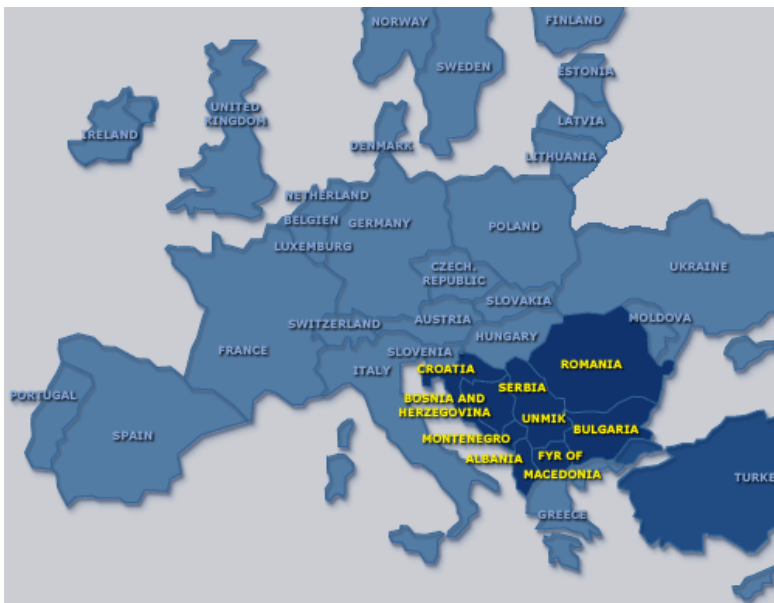 NORWAY
FINLAND
SWEDEN
ESTONIA
UNITED
KINGDOM
LATVIA
IRELAND
DENMARK
LITHUANIA
NETHERLAND
BELGIEN
GERMANY
POLAND
LUXEMBURG
CZECH.
REPUBLIC
UKRAINE
SLOVAKIA
SWITZERLAND
AUSTRIA
MOLDOVA
HUNGARY
FRANCE
SLOVENIA
ITALY
CROATIA
ROMANIA
SERBIA
PORTUGAL
BOSNIA AND
HERZEGOVINA
UNMIK
BULGARIA
SPAIN
MONTENEGRO
ALBANIA
FYR OF
MACEDONIA
TURKE
GREECE